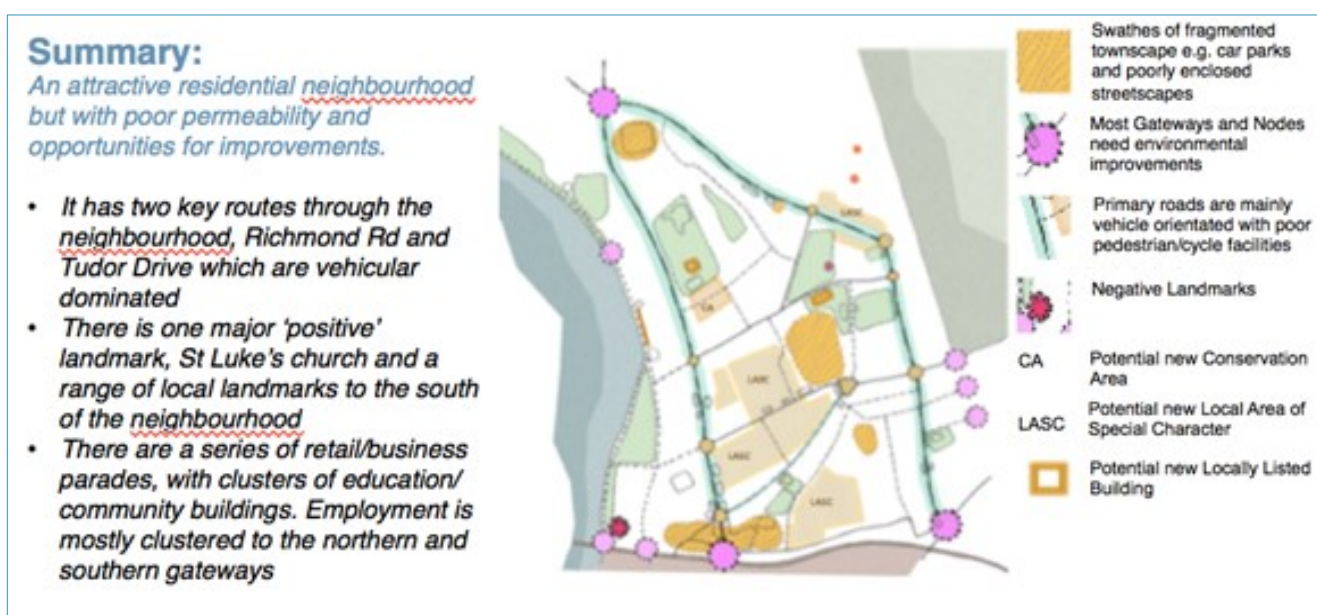 Summary:
An attractive residential neighbourhood
but with poor permeability and
opportunities for improvements.
• It has two key routes through the
neighbourhood, Richmond Rd and
Tudor Drive which are vehicular
dominated
• There is one major ‘positive’
landmark, St Luke’s church and a
range of local landmarks to the south
of the neighbourhood
• There are a series of retail/business
parades, with clusters of education/
community buildings. Employment is
mostly clustered to the northern and
southern gateways
LASC
CA
LASC
LASC
LASC
Swathes of fragmented
townscape e.g. car parks
and poorly enclosed
streetscapes
Most Gateways and Nodes
need environmental
improvements
Primary roads are mainly
vehicle orientated with poor
pedestrian/cycle facilities
Negative Landmarks
CA Potential new Conservation
Area
LASC Potential new Local Area of
Special Character
Potential new Locally Listed
Building